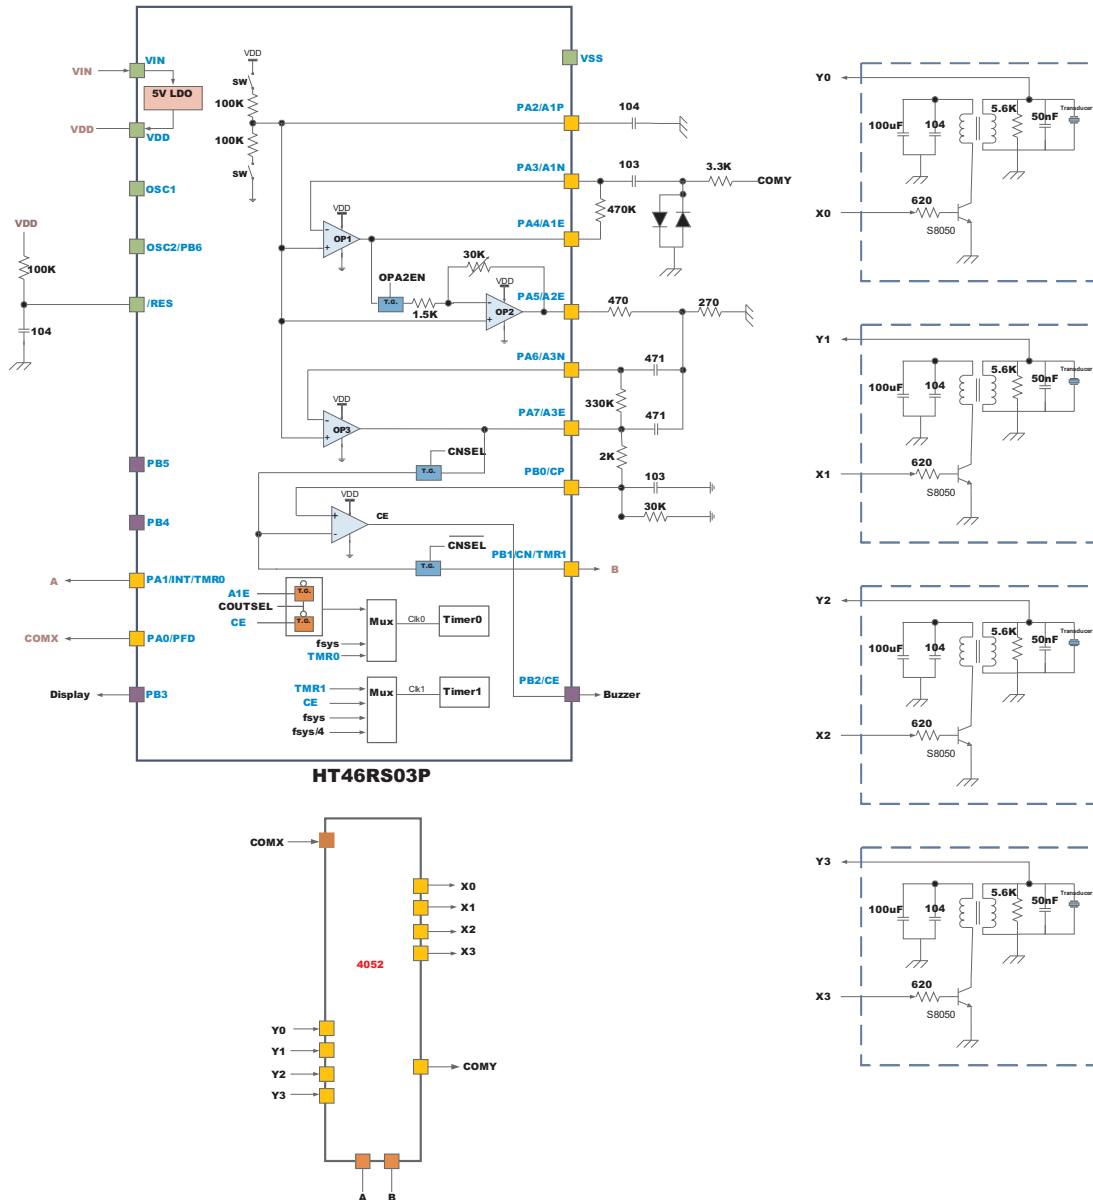 VIN
VIN
5V LDO
VDD
VDD
OSC1
VDD
OSC2/PB6
100K
/RES
104
PB5
PB4
A
PA1/INT/TMR0
COMX
PA0/PFD
Display
PB3
VDD
SW
100K
100K
SW
VSS
PA2/A1P
104
PA3/A1N
103
3.3K
COMY
470K
PA4/A1E
VDD
OP1
OPA2EN
T.G.
1.5K
30K
VDD
OP2
PA5/A2E
470
270
PA6/A3N
471
330K
VDD
OP3
PA7/A3E
471
CNSEL
T.G.
2K
PB0/CP
103
30K
VDD
CE
CNSEL
T.G.
PB1/CN/TMR1
B
A1E
COUTSEL
CE
T.G.
T.G.
fsys
TMR0
Mux
Clk0
Timer0
TMR1
CE
fsys
fsys/4
Mux
Clk1
Timer1
PB2/CE
Buzzer
HT46RS03P
COMX
X0
X1
X2
X3
4052
Y0
Y1
Y2
Y3
COMY
A
B
Y0
100uF
104
5.6K
50nF
Transducer
X0
620
S8050
Y1
100uF
104
5.6K
50nF
Transducer
X1
620
S8050
Y2
100uF
104
5.6K
50nF
Transducer
X2
620
S8050
Y3
100uF
104
5.6K
50nF
Transducer
X3
620
S8050